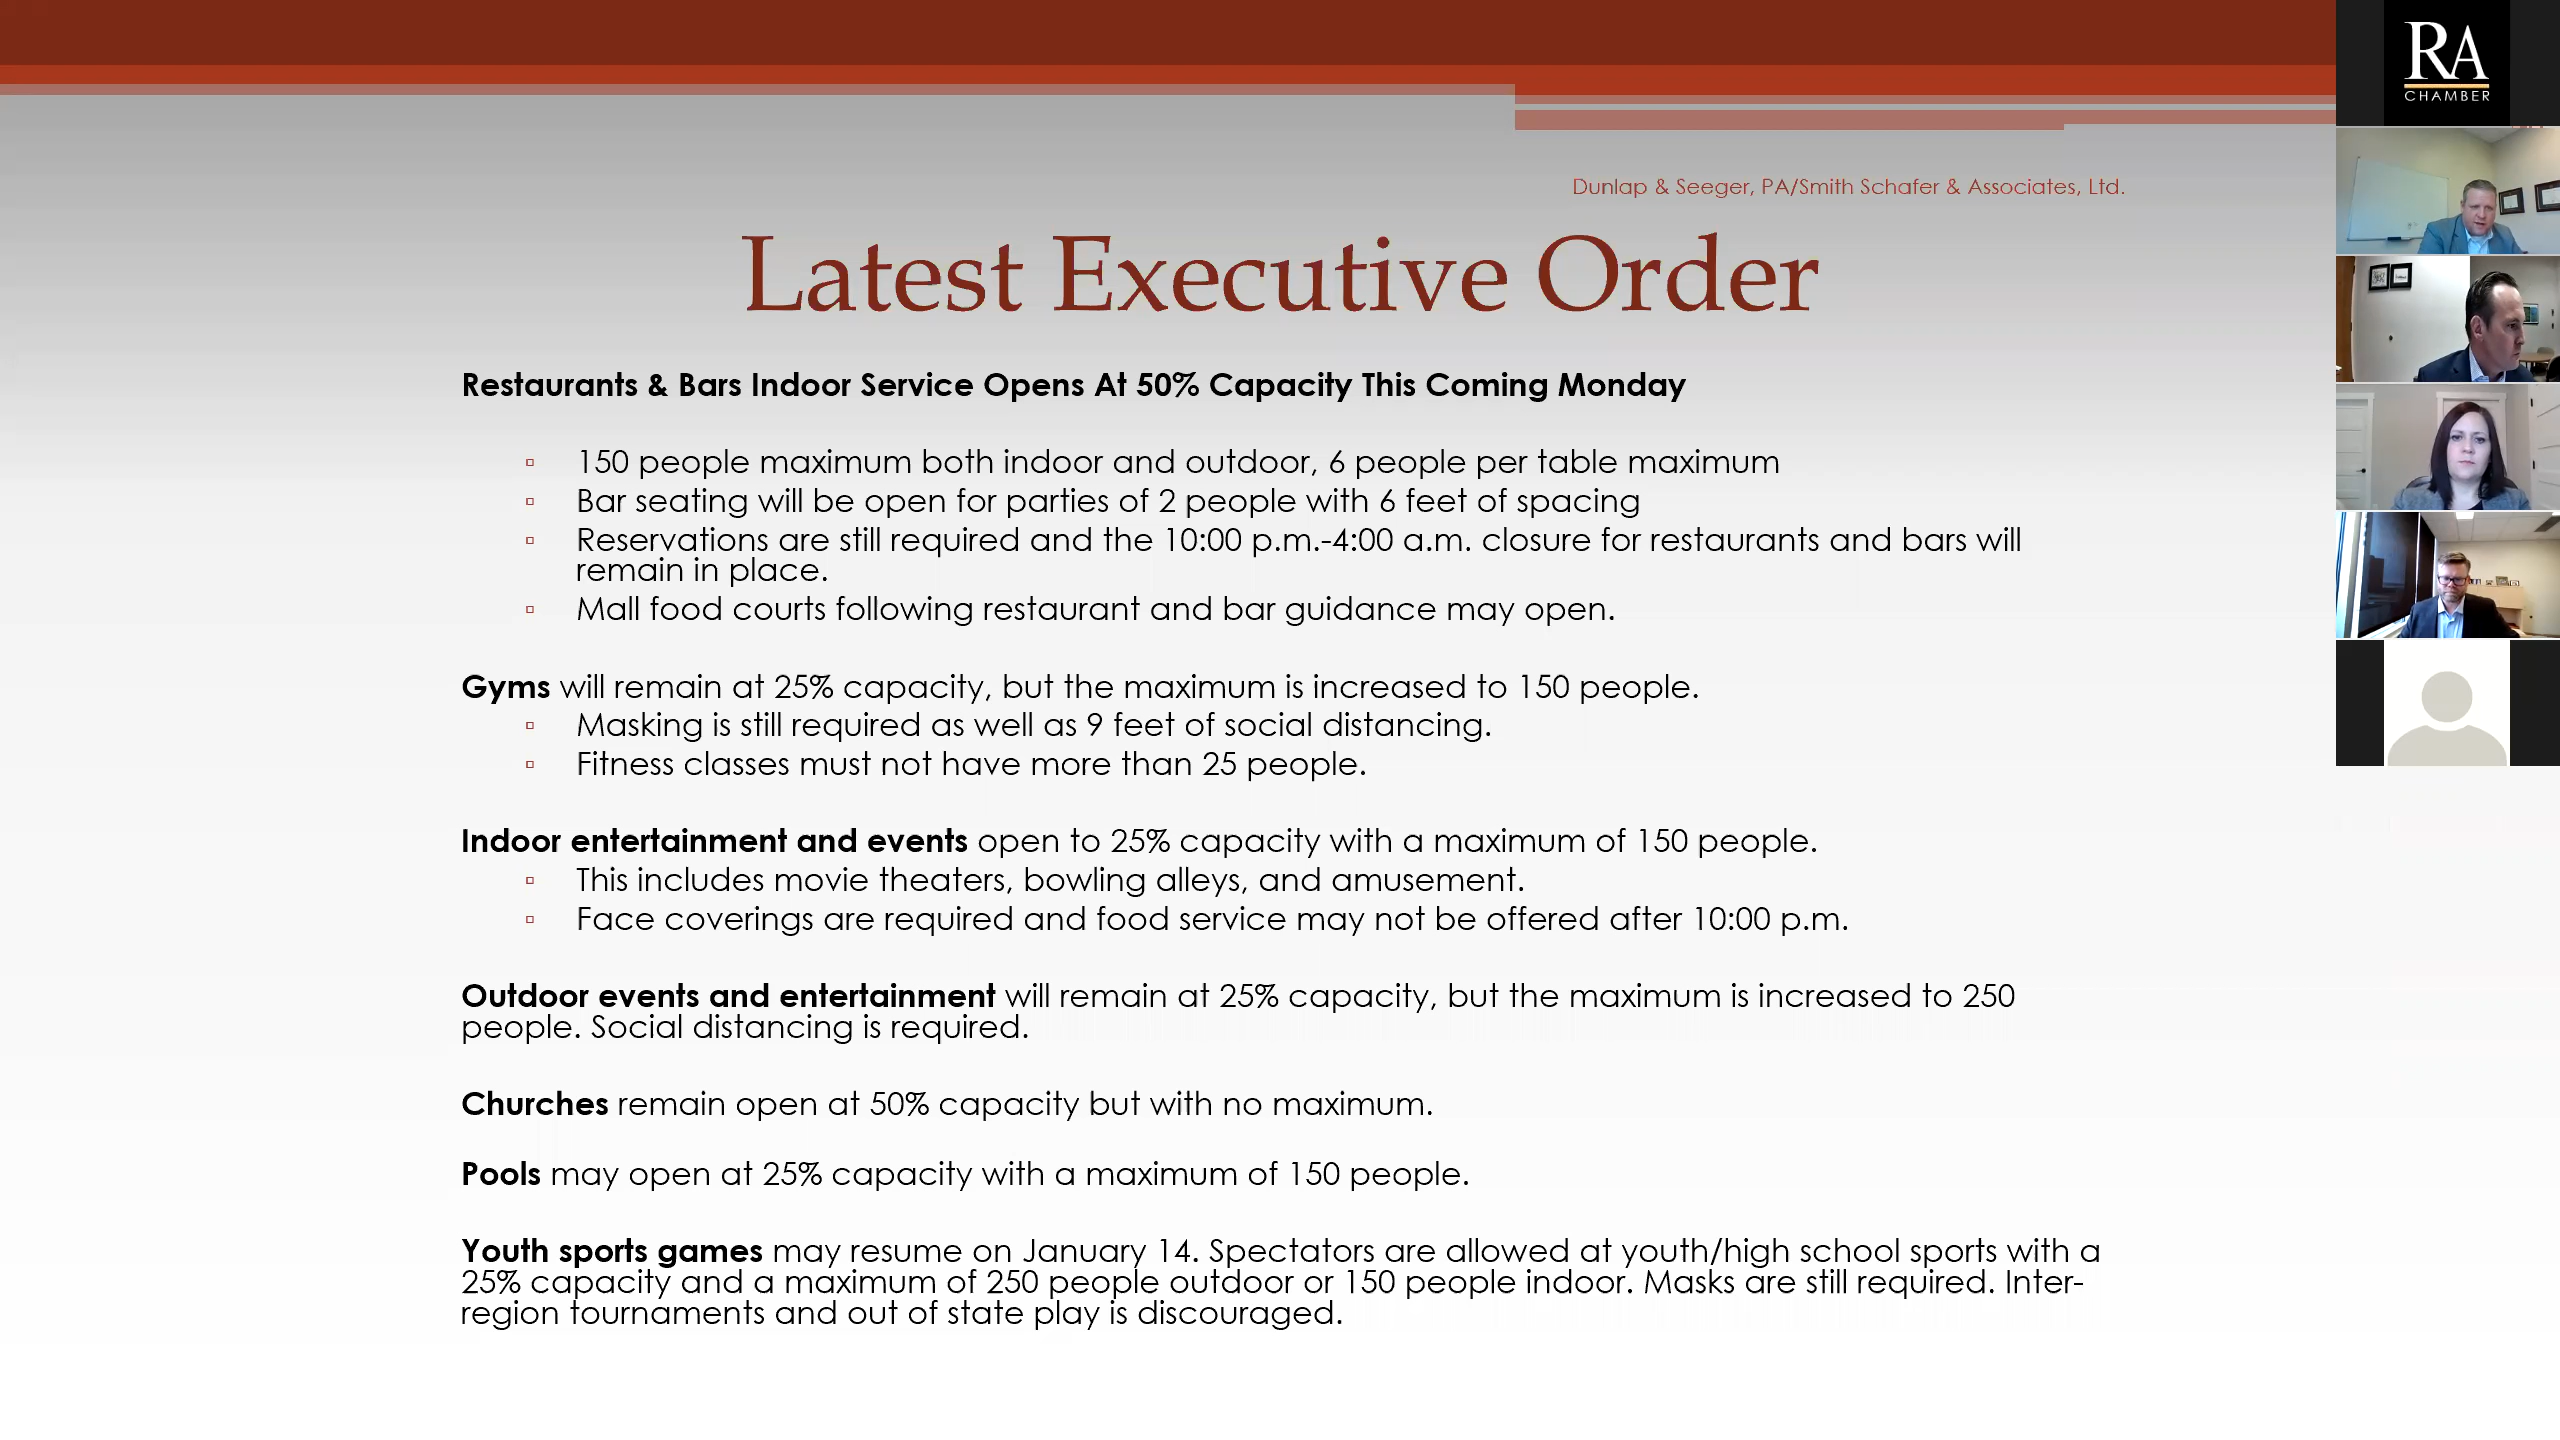 RA
CHAMBER
Dunlap & Seeger, PA/Smith Schafer & Associates, Ltd.
Latest Executive Order
Restaurants & Bars Indoor Service Opens At 50% Capacity This Coming Monday
▫ 150 people maximum both indoor and outdoor, 6 people per table maximum
▫ Bar seating will be open for parties of 2 people with 6 feet of spacing
▫ Reservations are still required and the 10:00 p.m.-4:00 a.m. closure for restaurants and bars will
remain in place.
▫ Mall food courts following restaurant and bar guidance may open.
Gyms will remain at 25% capacity, but the maximum is increased to 150 people.
▫ Masking is still required as well as 9 feet of social distancing.
▫ Fitness classes must not have more than 25 people.
Indoor entertainment and events open to 25% capacity with a maximum of 150 people.
▫ This includes movie theaters, bowling alleys, and amusement.
▫ Face coverings are required and food service may not be offered after 10:00 p.m.
Outdoor events and entertainment will remain at 25% capacity, but the maximum is increased to 250
people. Social distancing is required.
Churches remain open at 50% capacity but with no maximum.
Pools may open at 25% capacity with a maximum of 150 people.
Youth sports games may resume on January 14. Spectators are allowed at youth/high school sports with a
25% capacity and a maximum of 250 people outdoor or 150 people indoor. Masks are still required. Inter-
region tournaments and out of state play is discouraged.